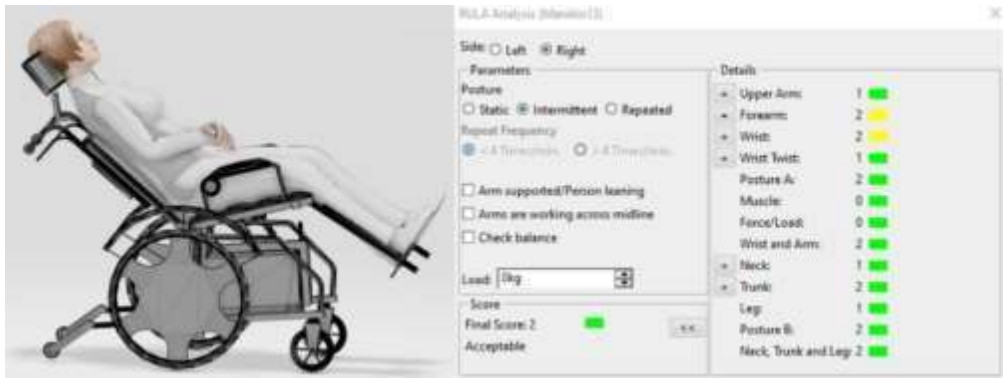 RULA Analysis (Manikin13)
Side: Left Right
Parameters
Posture
Static Intermittent Repeated
Repeat Frequency
Arm supported/Person leaning
Arms are working across midline
Check balance
Load: 0kg
Score
Final Score: 2
<<
Acceptable
Details
+ Upper Arm: 1
+ Forearm: 2
+ Wrist: 2
+ Wrist Twist: 1
Posture A: 2
Muscle: 0
Force/Load: 0
Wrist and Arm: 2
+ Neck: 1
+ Trunk: 2
Leg: 1
Posture B: 2
Neck, Trunk and Leg: 2